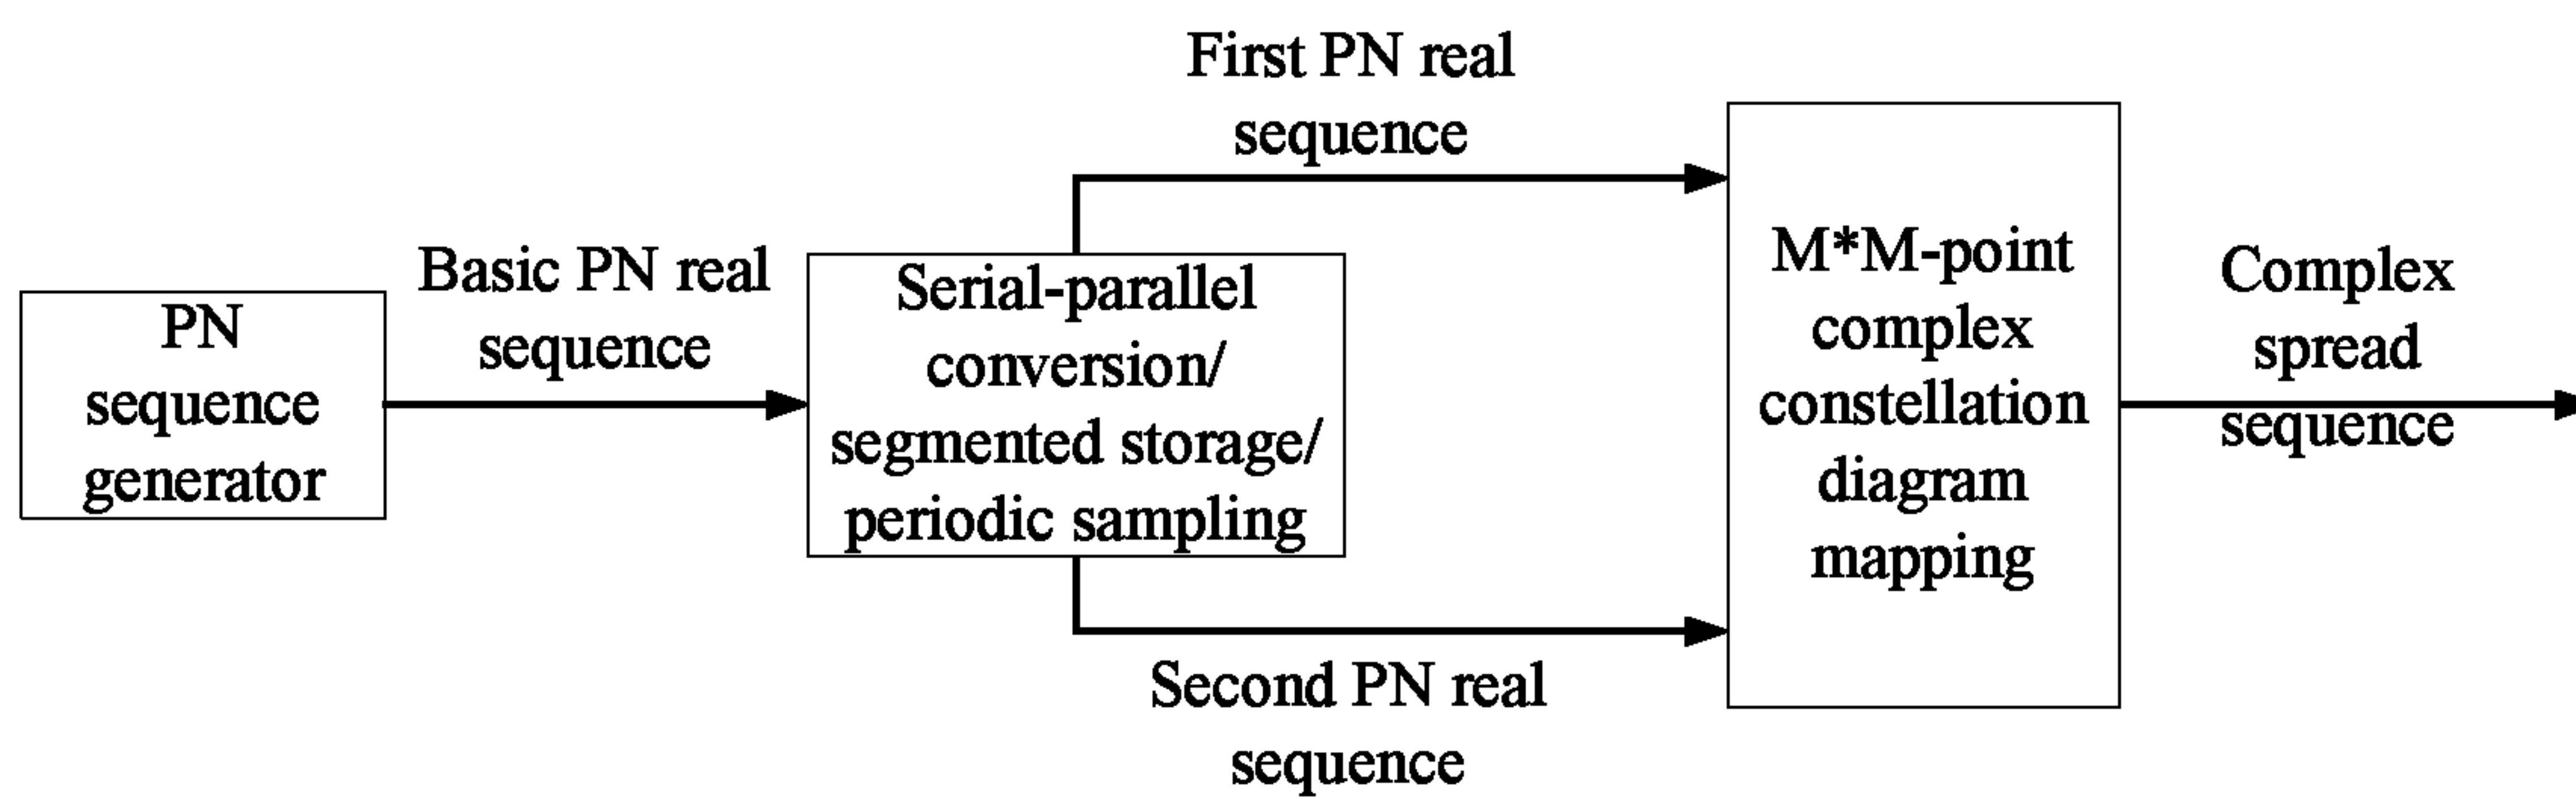 PN
sequence
generator
Basic PN real
sequence
Serial-parallel
conversion/
segmented storage/
periodic sampling
First PN real
sequence
Second PN real
sequence
M*M-point
complex
constellation
diagram
mapping
Complex
spread
sequence